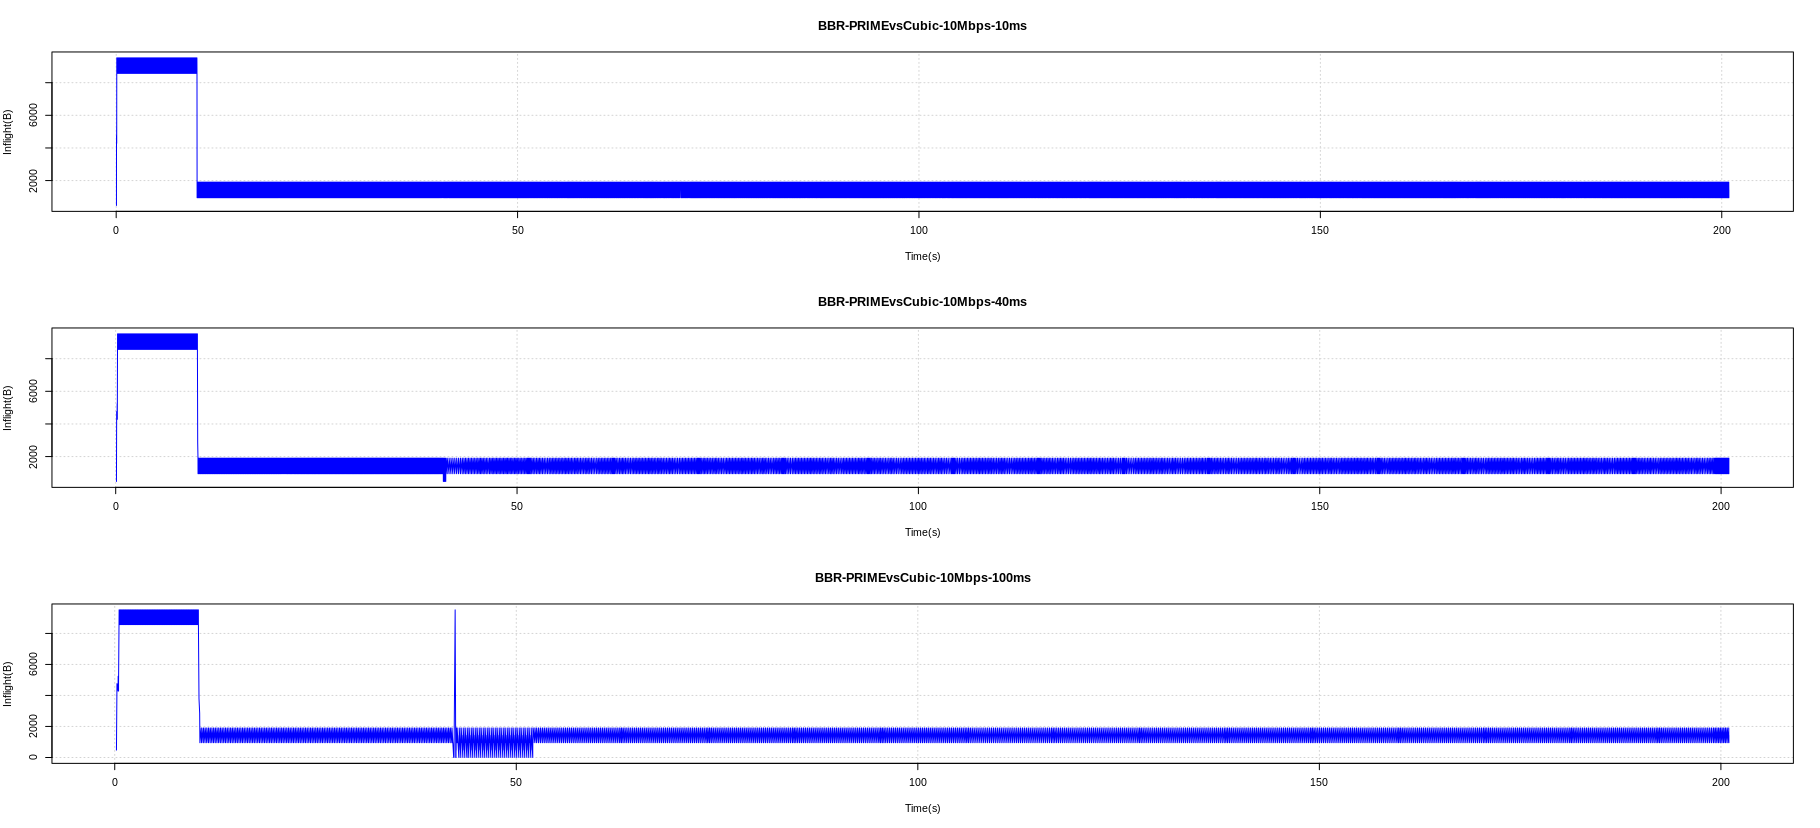 BBR-PRIMEvsCubic-10Mbps-10ms
Inflight(B)
6000
2000
0 50 100 150 200
Time(s)
BBR-PRIMEvsCubic-10Mbps-40ms
Inflight(B)
6000
2000
0 50 100 150 200
Time(s)
BBR-PRIMEvsCubic-10Mbps-100ms
Inflight(B)
6000
2000
0
0 50 100 150 200
Time(s)